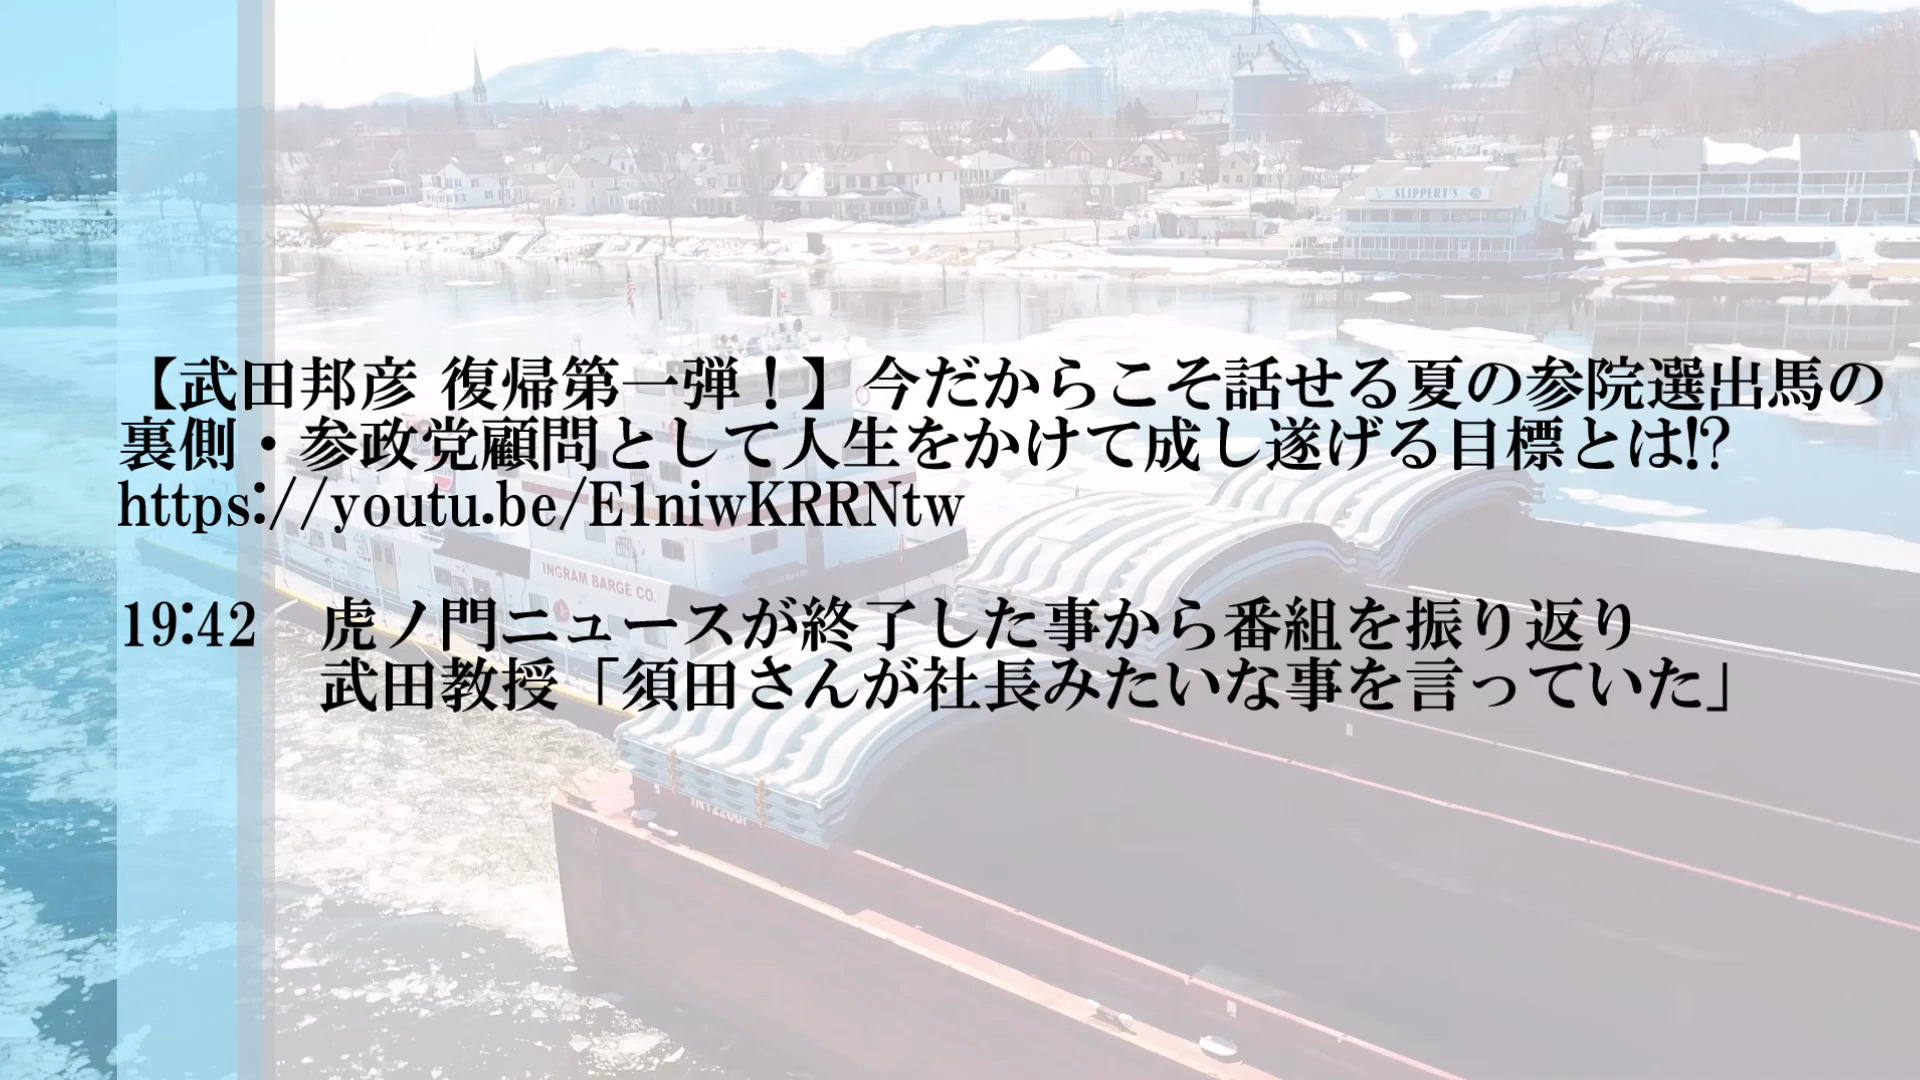 SLIPPERY'S
【武田邦彦 復帰第一弾！】今だからこそ話せる夏の参院選出馬の
裏側・参政党顧問として人生をかけて成し遂げる目標とは!?
https://youtu.be/E1niwKRRNtw
INGRAM BARGE CO.
19:42　虎ノ門ニュースが終了した事から番組を振り返り
武田教授「須田さんが社長みたいな事を言っていた」